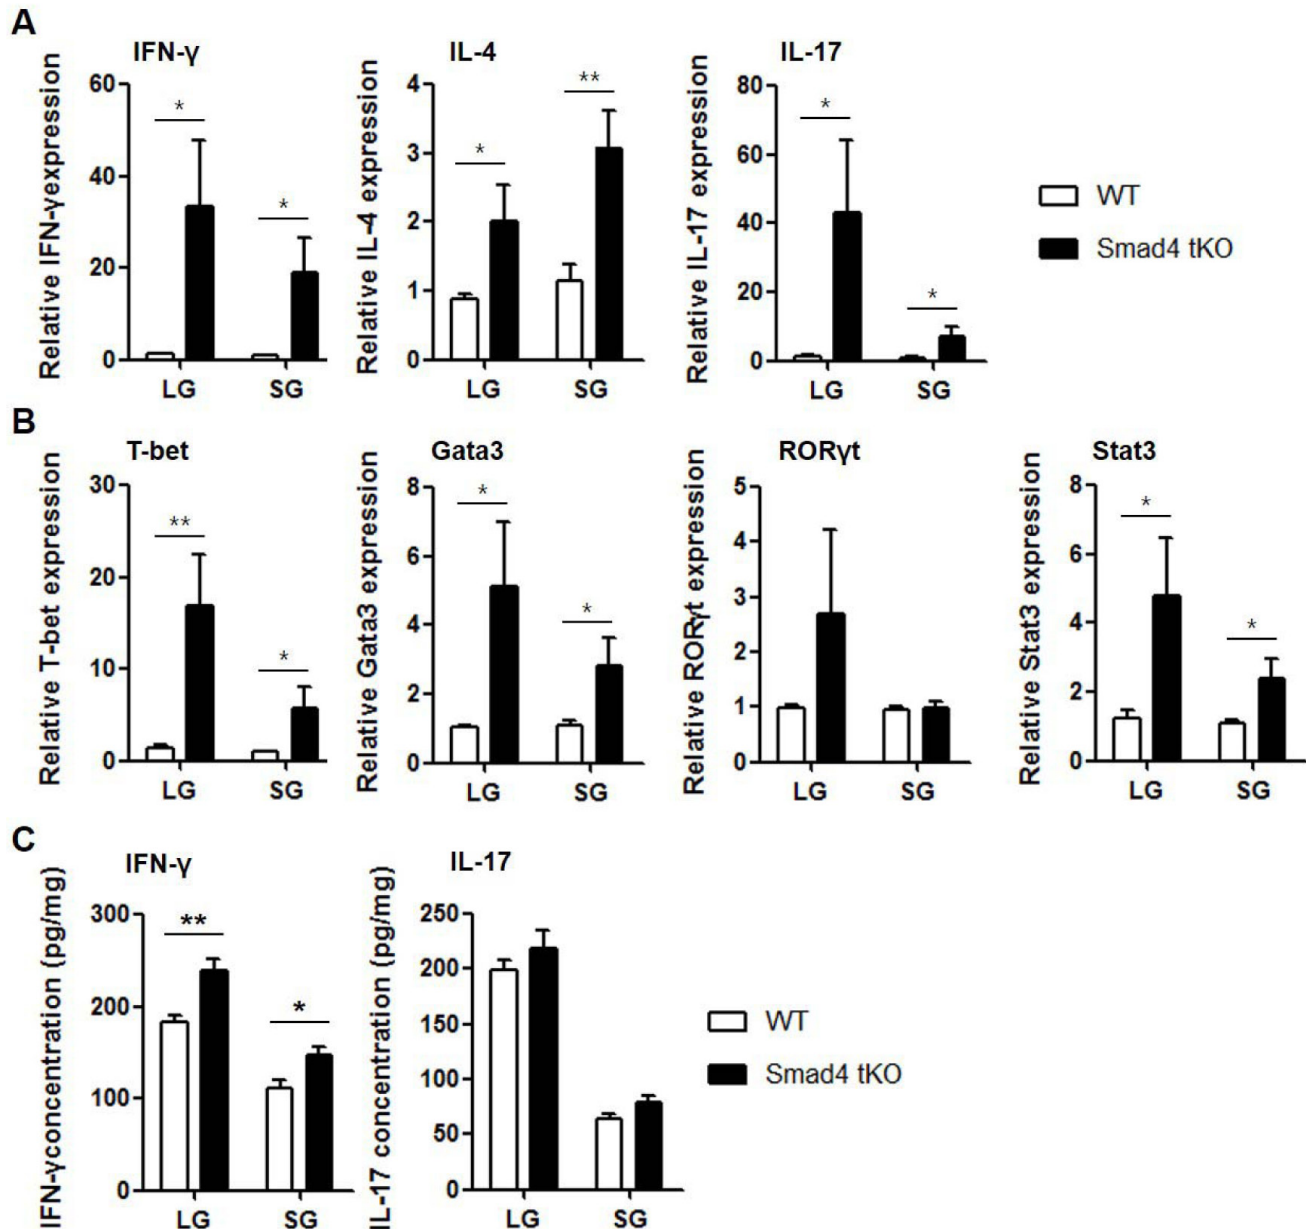 A
IFN-γ
IL-4
IL-17
Relative IFN-γexpression
60
40
20
0
*
*
LG
SG
Relative IL-4 expression
4
3
2
1
0
*
**
LG
SG
Relative IL-17 expression
80
60
40
20
0
*
*
LG
SG
WT
Smad4 tKO
B
T-bet
Gata3
RORγt
Stat3
Relative T-bet expression
30
20
10
0
**
*
LG
SG
Relative Gata3 expression
8
6
4
2
0
*
*
LG
SG
Relative RORγt expression
5
4
3
2
1
0
LG
SG
Relative Stat3 expression
8
6
4
2
0
*
*
LG
SG
C
IFN-γ
IL-17
IFN-γconcentration (pg/mg)
300
200
100
0
**
*
LG
SG
IL-17 concentration (pg/mg)
250
200
150
100
50
0
LG
SG
WT
Smad4 tKO